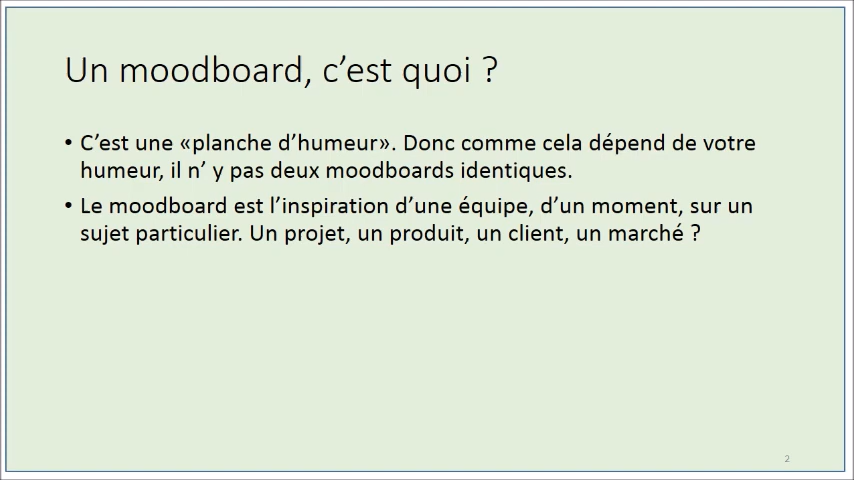 Un moodboard, c’est quoi ?
• C’est une «planche d’humeur». Donc comme cela dépend de votre
humeur, il n’ y pas deux moodboards identiques.
• Le moodboard est l’inspiration d’une équipe, d’un moment, sur un
sujet particulier. Un projet, un produit, un client, un marché ?
2